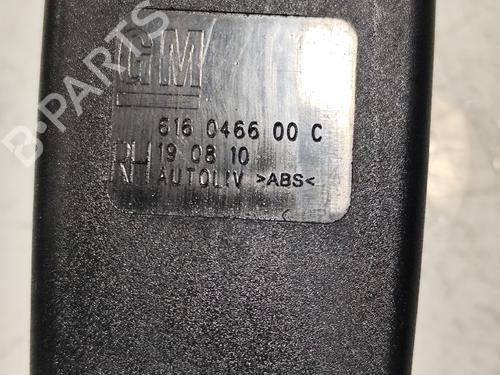 GM
616 0466 00 C
RH 19 08 10
AUTOLIV >ABS<
B-PARTS